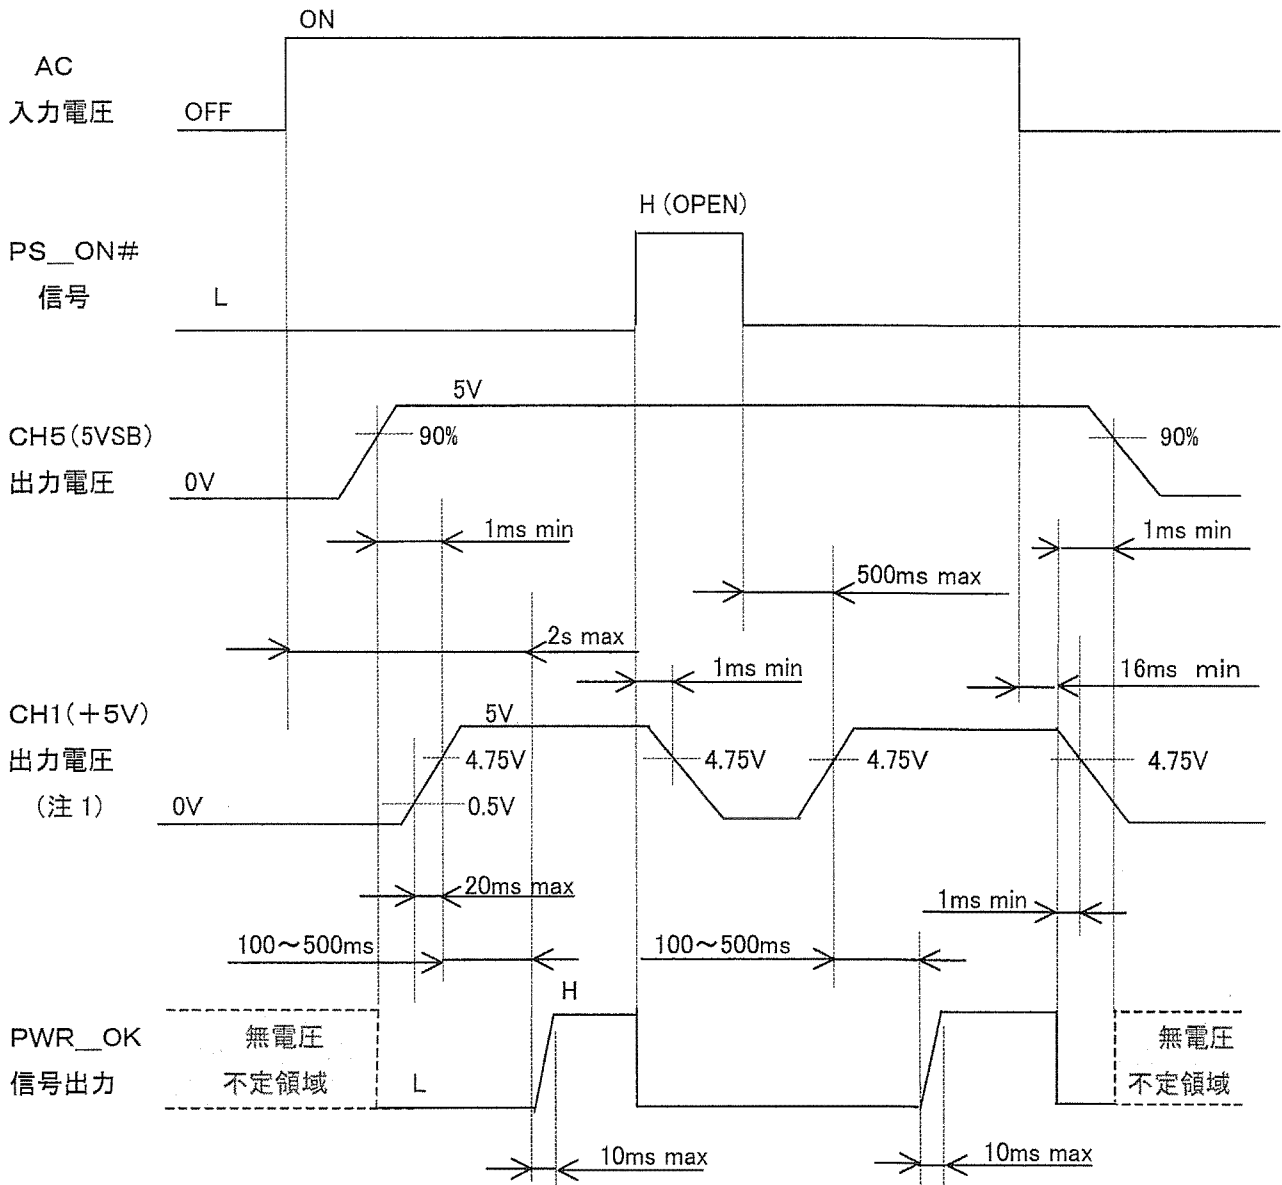 ON
AC
入力電圧
OFF
H (OPEN)
PS__ON#
信号
L
5V
CH5(5VSB)
出力電圧
90%
90%
0V
1ms min
1ms min
500ms max
2s max
1ms min
16ms min
CH1(+5V)
出力電圧
(注1)
5V
4.75V
4.75V
4.75V
4.75V
0V
0.5V
20ms max
1ms min
100〜500ms
100〜500ms
H
PWR__OK
信号出力
無電圧
不定領域
L
無電圧
不定領域
10ms max
10ms max